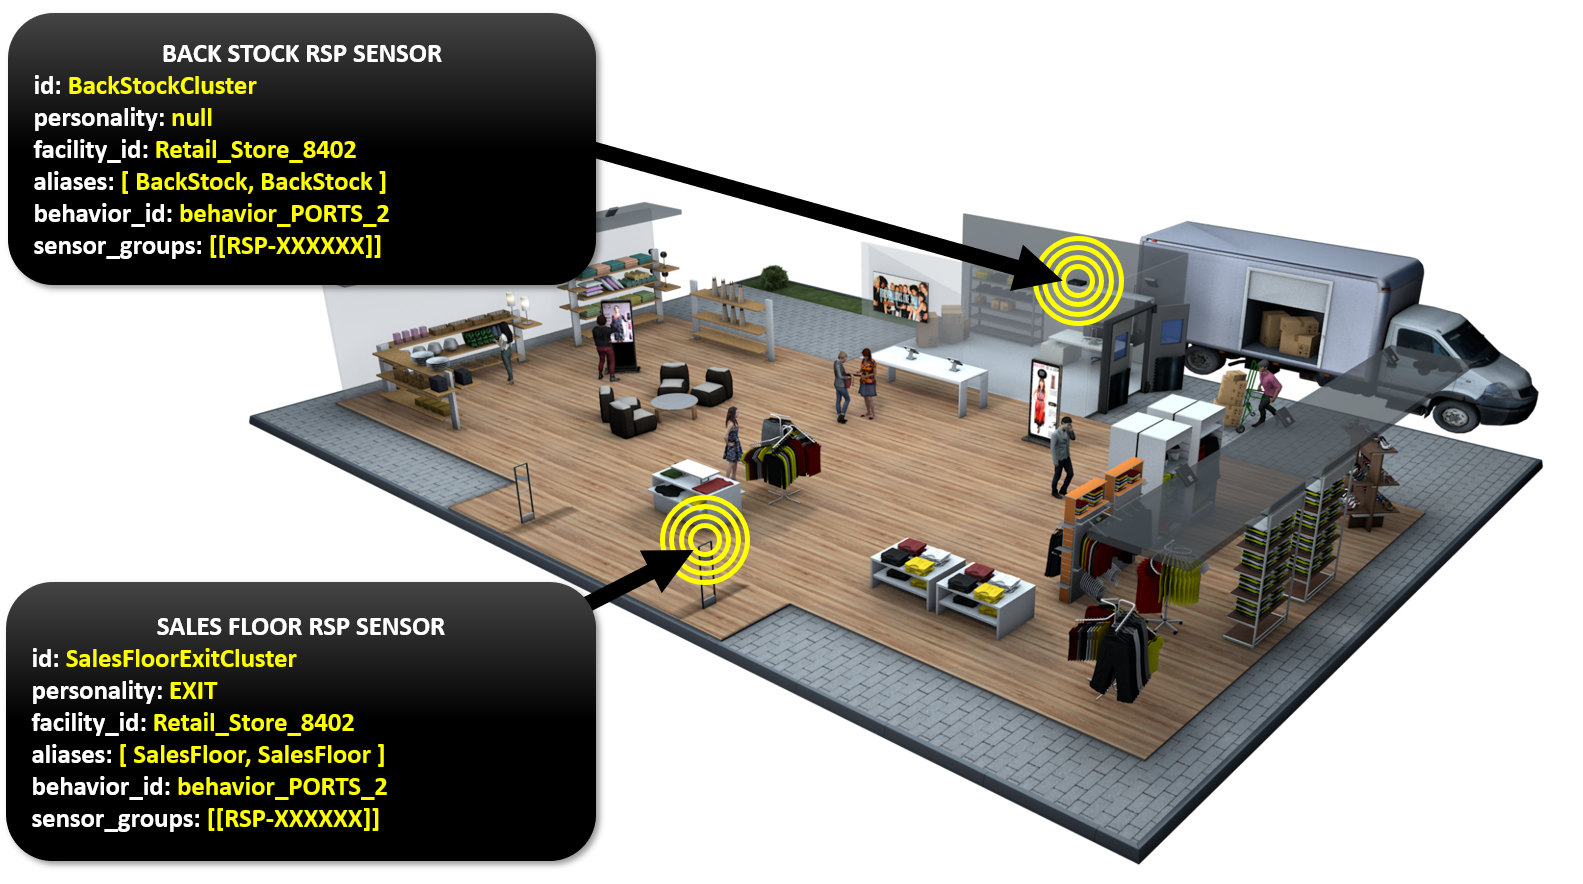 BACK STOCK RSP SENSOR
id: BackStockCluster
personality: null
facility_id: Retail_Store_8402
aliases: [ BackStock, BackStock ]
behavior_id: behavior_PORTS_2
sensor_groups: [[RSP-XXXXXX]]
SALES FLOOR RSP SENSOR
id: SalesFloorExitCluster
personality: EXIT
facility_id: Retail_Store_8402
aliases: [ SalesFloor, SalesFloor ]
behavior_id: behavior_PORTS_2
sensor_groups: [[RSP-XXXXXX]]